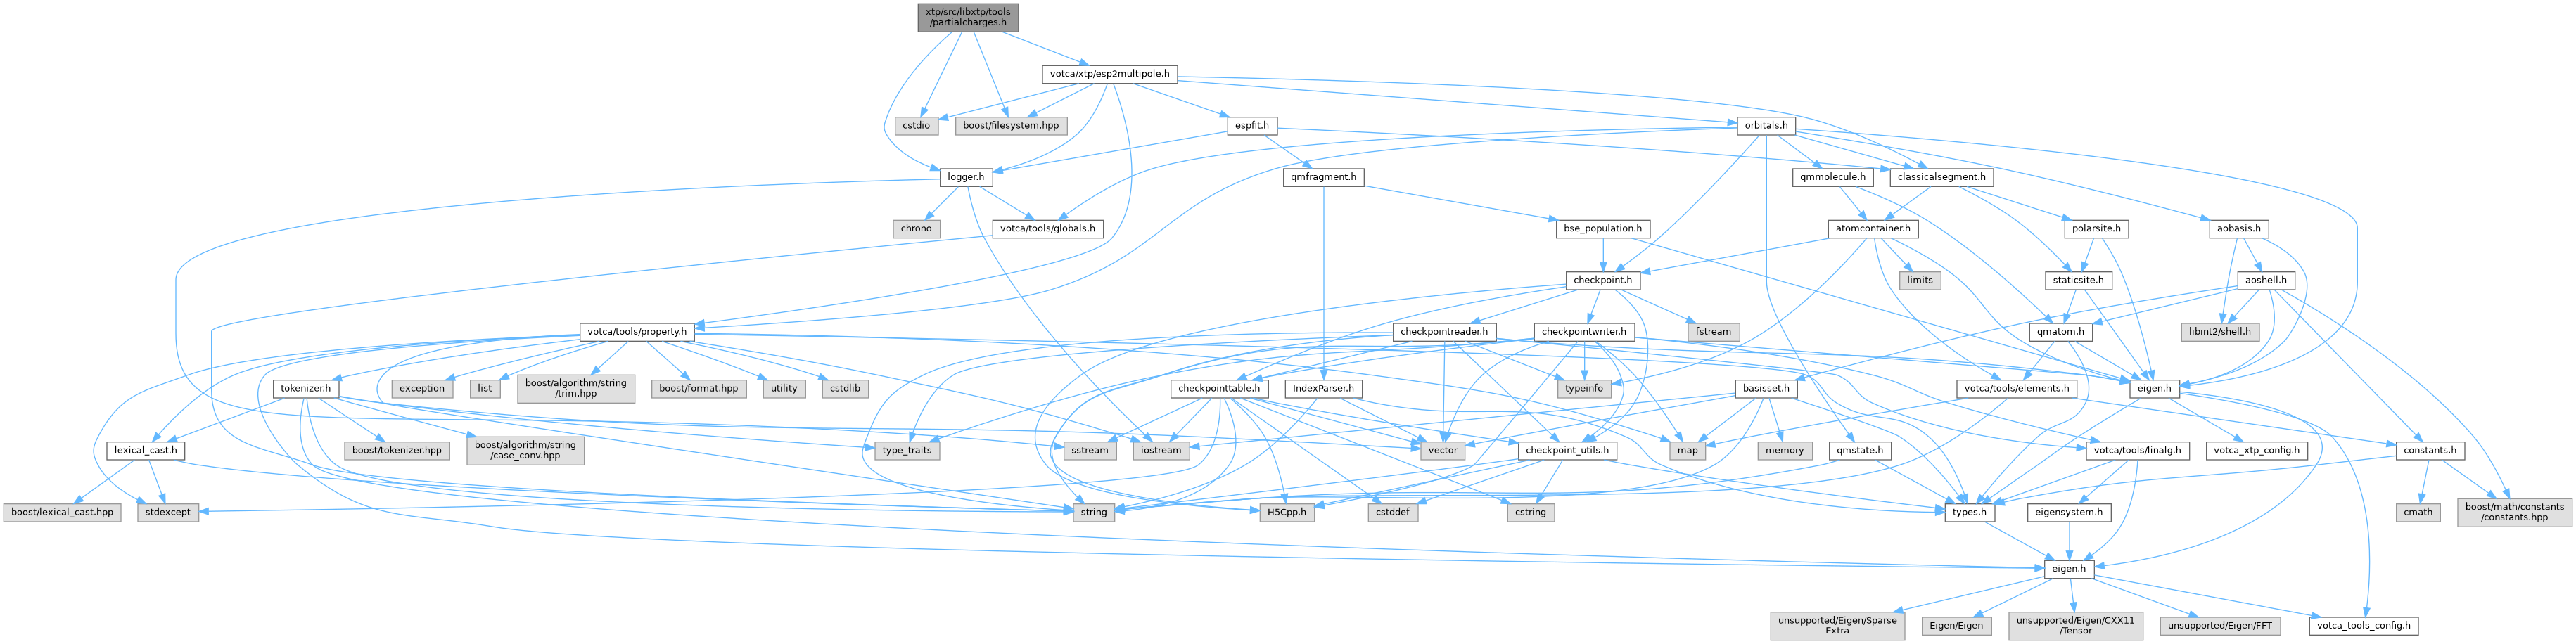 xtp/src/libxtp/tools
/partialcharges.h
votca/xtp/esp2multipole.h
cstdio
boost/filesystem.hpp
espfit.h
orbitals.h
logger.h
qmfragment.h
qmmolecule.h
classicalsegment.h
chrono
votca/tools/globals.h
bse_population.h
atomcontainer.h
polarsite.h
aobasis.h
checkpoint.h
limits
staticsite.h
aoshell.h
votca/tools/property.h
checkpointreader.h
checkpointwriter.h
fstream
qmatom.h
libint2/shell.h
tokenizer.h
exception
list
boost/algorithm/string
/trim.hpp
boost/format.hpp
utility
cstdlib
checkpointtable.h
IndexParser.h
typeinfo
basisset.h
votca/tools/elements.h
eigen.h
lexical_cast.h
boost/tokenizer.hpp
boost/algorithm/string
/case_conv.hpp
type_traits
sstream
iostream
vector
checkpoint_utils.h
map
memory
qmstate.h
votca/tools/linalg.h
votca_xtp_config.h
constants.h
boost/lexical_cast.hpp
stdexcept
string
H5Cpp.h
cstddef
cstring
types.h
eigensystem.h
cmath
boost/math/constants
/constants.hpp
eigen.h
unsupported/Eigen/Sparse
Extra
Eigen/Eigen
unsupported/Eigen/CXX11
/Tensor
unsupported/Eigen/FFT
votca_tools_config.h